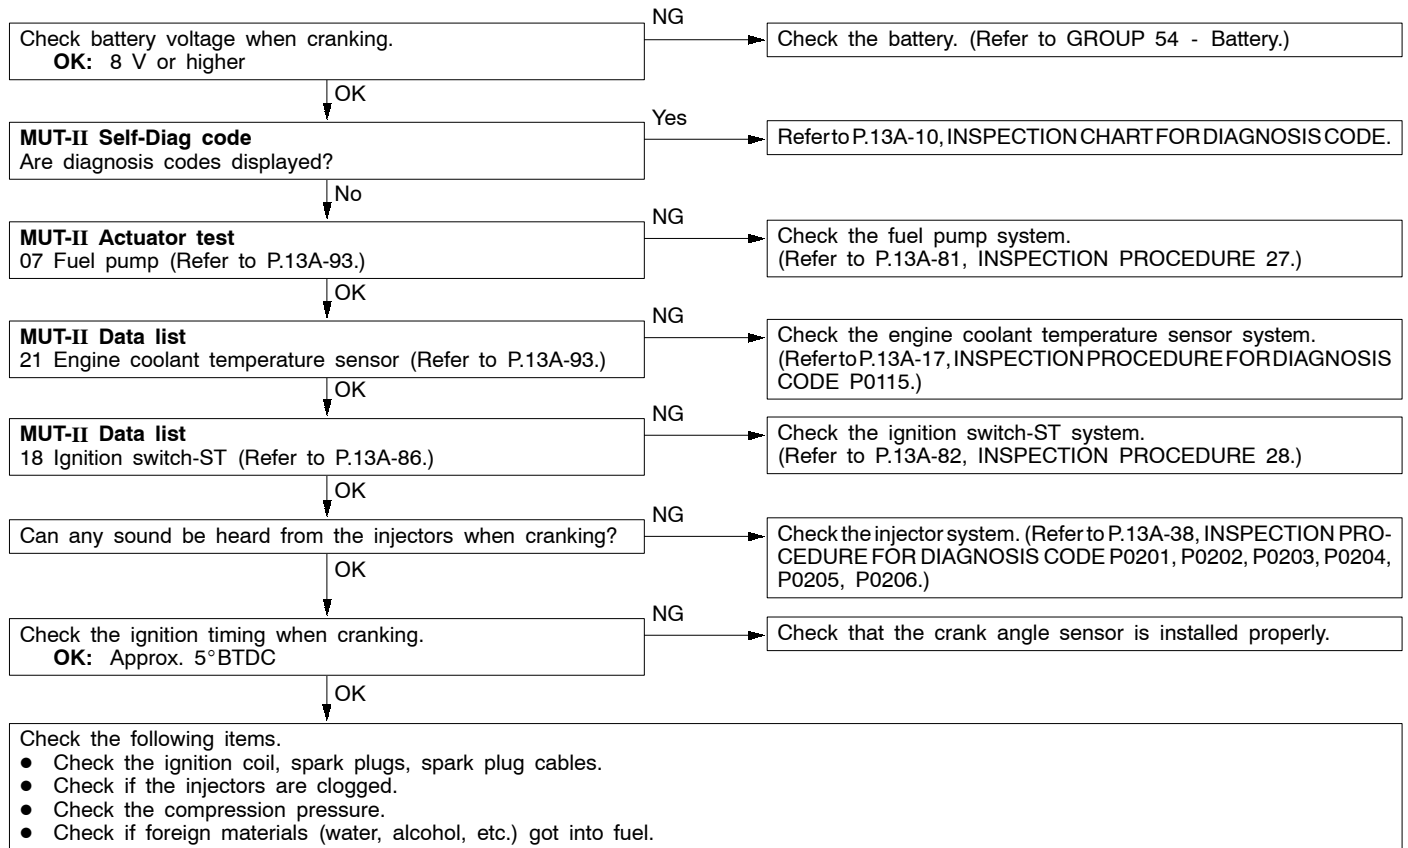 Check battery voltage when cranking.
OK: 8 V or higher
NG
Check the battery. (Refer to GROUP 54 - Battery.)
OK
MUT-II Self-Diag code
Are diagnosis codes displayed?
Yes
Refer to P.13A-10, INSPECTION CHART FOR DIAGNOSIS CODE.
No
MUT-II Actuator test
07 Fuel pump (Refer to P.13A-93.)
NG
Check the fuel pump system.
(Refer to P.13A-81, INSPECTION PROCEDURE 27.)
OK
MUT-II Data list
21 Engine coolant temperature sensor (Refer to P.13A-93.)
NG
Check the engine coolant temperature sensor system.
(Refer to P.13A-17, INSPECTION PROCEDURE FOR DIAGNOSIS
CODE P0115.)
OK
MUT-II Data list
18 Ignition switch-ST (Refer to P.13A-86.)
NG
Check the ignition switch-ST system.
(Refer to P.13A-82, INSPECTION PROCEDURE 28.)
OK
Can any sound be heard from the injectors when cranking?
NG
Check the injector system. (Refer to P.13A-38, INSPECTION PRO-
CEDURE FOR DIAGNOSIS CODE P0201, P0202, P0203, P0204,
P0205, P0206.)
OK
Check the ignition timing when cranking.
OK: Approx. 5°BTDC
NG
Check that the crank angle sensor is installed properly.
OK
Check the following items.
● Check the ignition coil, spark plugs, spark plug cables.
● Check if the injectors are clogged.
● Check the compression pressure.
● Check if foreign materials (water, alcohol, etc.) got into fuel.